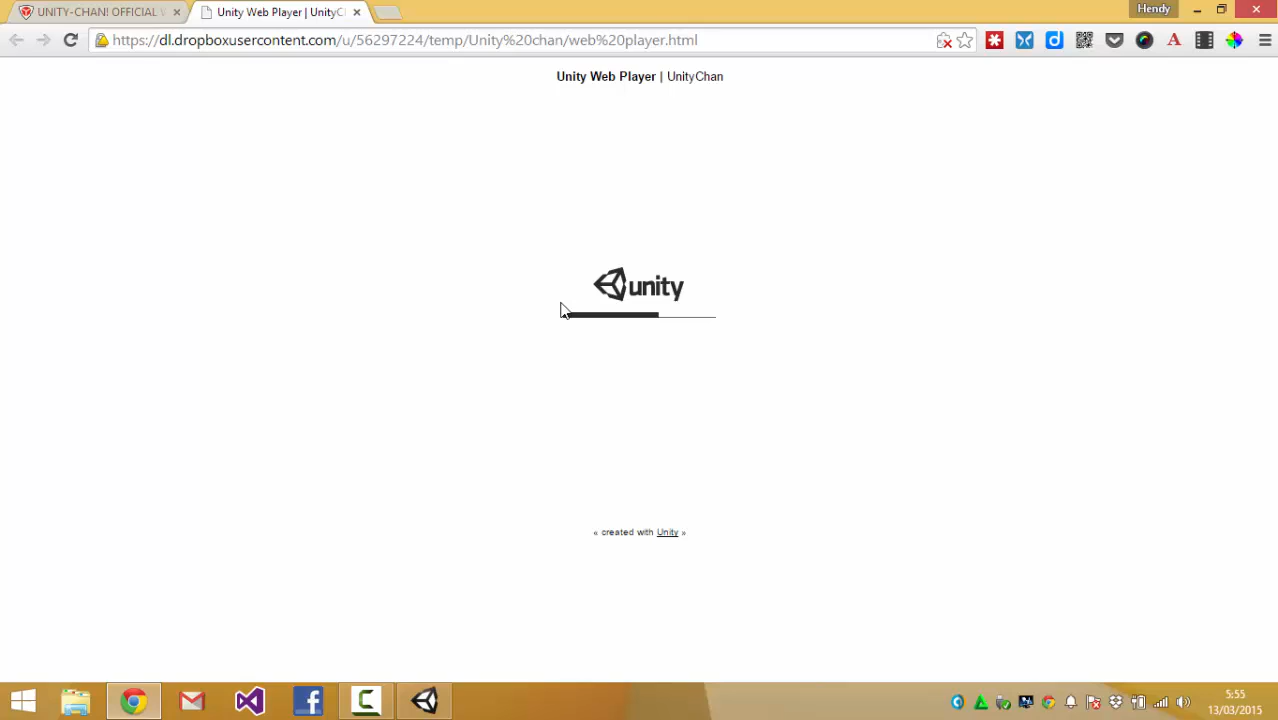 UNITY-CHAN! OFFICIAL W
Unity Web Player | UnityC
Hendy
https://dl.dropboxusercontent.com/u/56297224/temp/Unity%20chan/web%20player.html
Unity Web Player | UnityChan
unity
« created with Unity »
5:55
13/03/2015